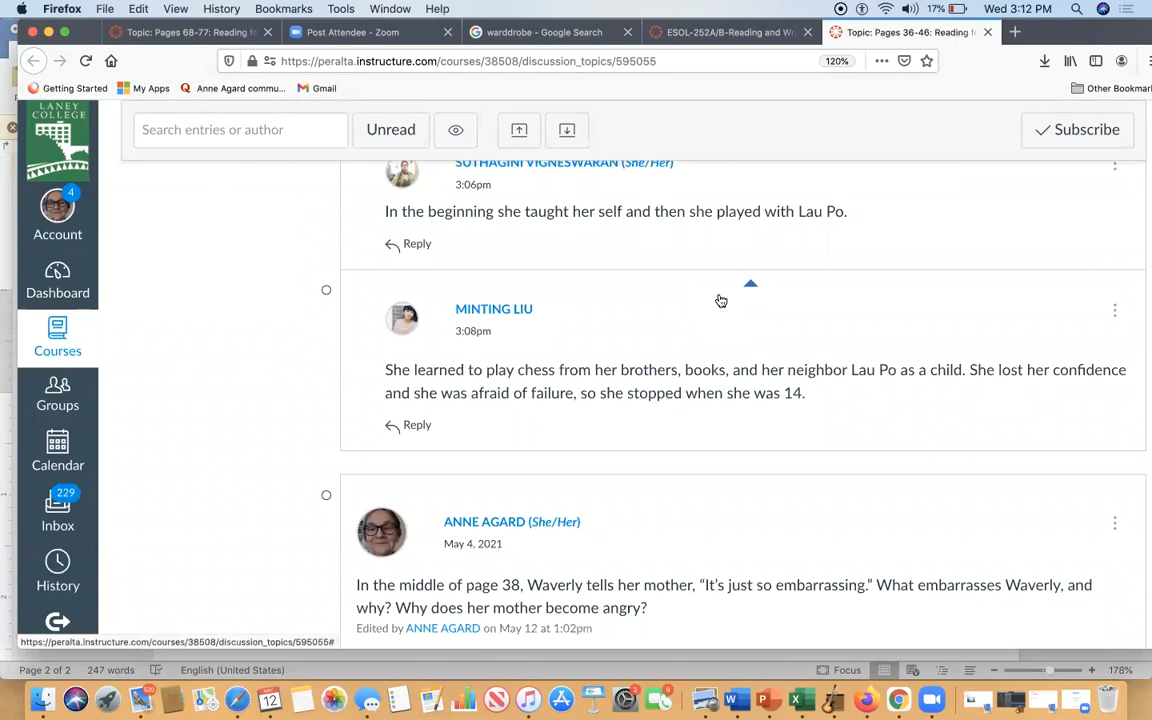 Firefox File Edit View History Bookmarks Tools Window Help 17% Wed 3:12 PM
Topic: Pages 68-77: Reading fo Post Attendee - Zoom warddrobe - Google Search ESOL-252A/B-Reading and Wri Topic: Pages 36-46: Reading fo
https://peralta.instructure.com/courses/38508/discussion_topics/595055 120%
Getting Started My Apps Anne Agard commu... Gmail Other Bookmar
LANEY
COLLEGE
Search entries or author Unread Subscribe
SUTHAGINI VIGNESWARAN (She/Her)
3:06pm
4
Account
In the beginning she taught her self and then she played with Lau Po.
Reply
Dashboard
MINTING LIU
3:08pm
Courses
She learned to play chess from her brothers, books, and her neighbor Lau Po as a child. She lost her confidence
and she was afraid of failure, so she stopped when she was 14.
Groups
Reply
Calendar
229
Inbox
ANNE AGARD (She/Her)
May 4, 2021
History
In the middle of page 38, Waverly tells her mother, “It’s just so embarrassing.” What embarrasses Waverly, and
why? Why does her mother become angry?
Edited by ANNE AGARD on May 12 at 1:02pm
https://peralta.instructure.com/courses/38508/discussion_topics/595055#
Page 2 of 2 247 words English (United States) Focus 178%